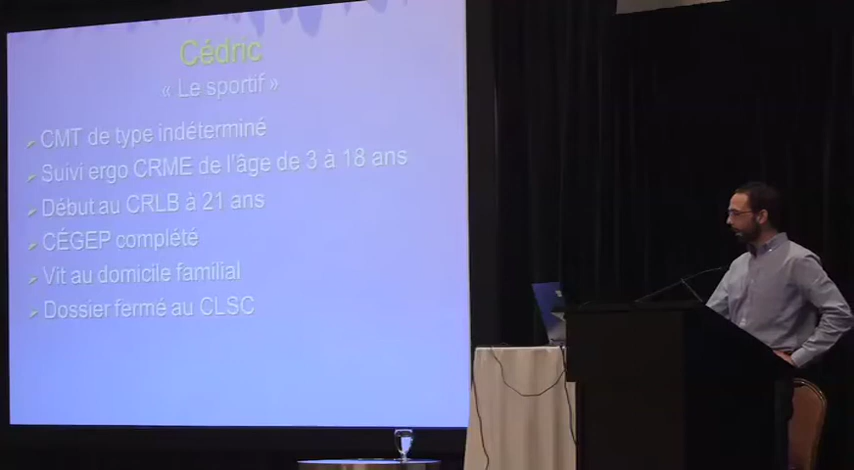 Cédric
« Le sportif »
CMT de type indéterminé
Suivi ergo CRME de l'âge de 3 à 18 ans
Début au CRLB à 21 ans
CÉGEP complété
Vit au domicile familial
Dossier fermé au CLSC